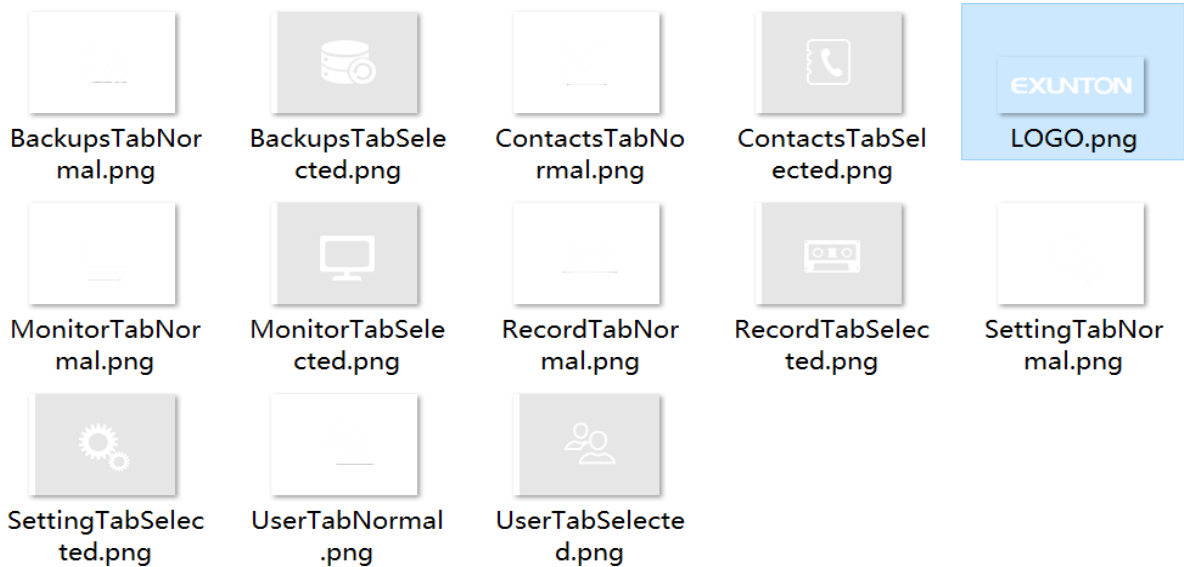 EXUNTON
BackupsTabNor
mal.png
BackupsTabSele
cted.png
ContactsTabNo
rmal.png
ContactsTabSel
ected.png
LOGO.png
MonitorTabNor
mal.png
MonitorTabSele
cted.png
RecordTabNor
mal.png
RecordTabSelec
ted.png
SettingTabNor
mal.png
SettingTabSelec
ted.png
UserTabNormal
.png
UserTabSelecte
d.png